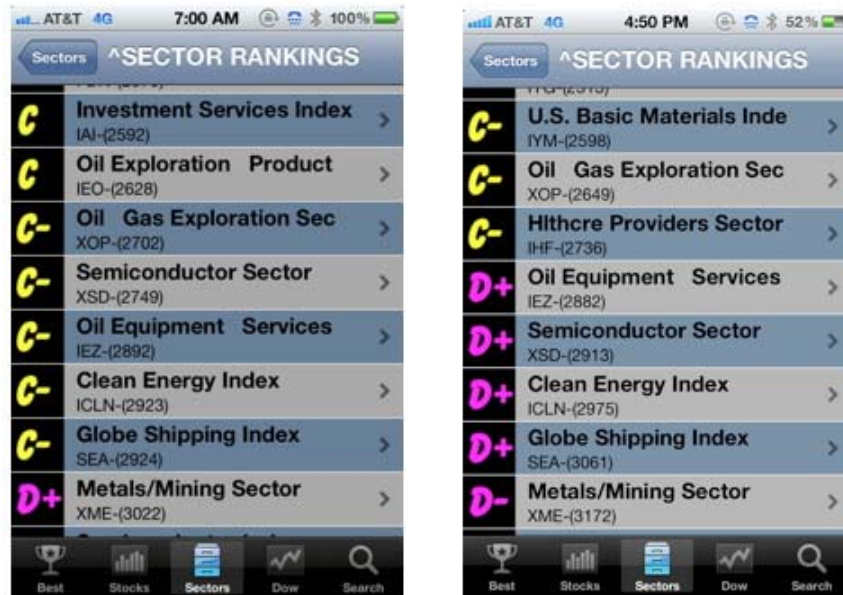 AT&T 4G 7:00 AM 100%
Sectors ^SECTOR RANKINGS
C Investment Services Index
IAI-(2592)
C Oil Exploration Product
IEO-(2628)
C- Oil Gas Exploration Sec
XOP-(2702)
C- Semiconductor Sector
XSD-(2749)
C- Oil Equipment Services
IEZ-(2892)
C- Clean Energy Index
ICLN-(2923)
C- Globe Shipping Index
SEA-(2924)
D+ Metals/Mining Sector
XME-(3022)
Best Stocks Sectors Dow Search
AT&T 4G 4:50 PM 52%
Sectors ^SECTOR RANKINGS
C- U.S. Basic Materials Inde
IYM-(2598)
C- Oil Gas Exploration Sec
XOP-(2649)
C- Hlthcre Providers Sector
IHF-(2736)
D+ Oil Equipment Services
IEZ-(2882)
D+ Semiconductor Sector
XSD-(2913)
D+ Clean Energy Index
ICLN-(2975)
D+ Globe Shipping Index
SEA-(3061)
D- Metals/Mining Sector
XME-(3172)
Best Stocks Sectors Dow Search